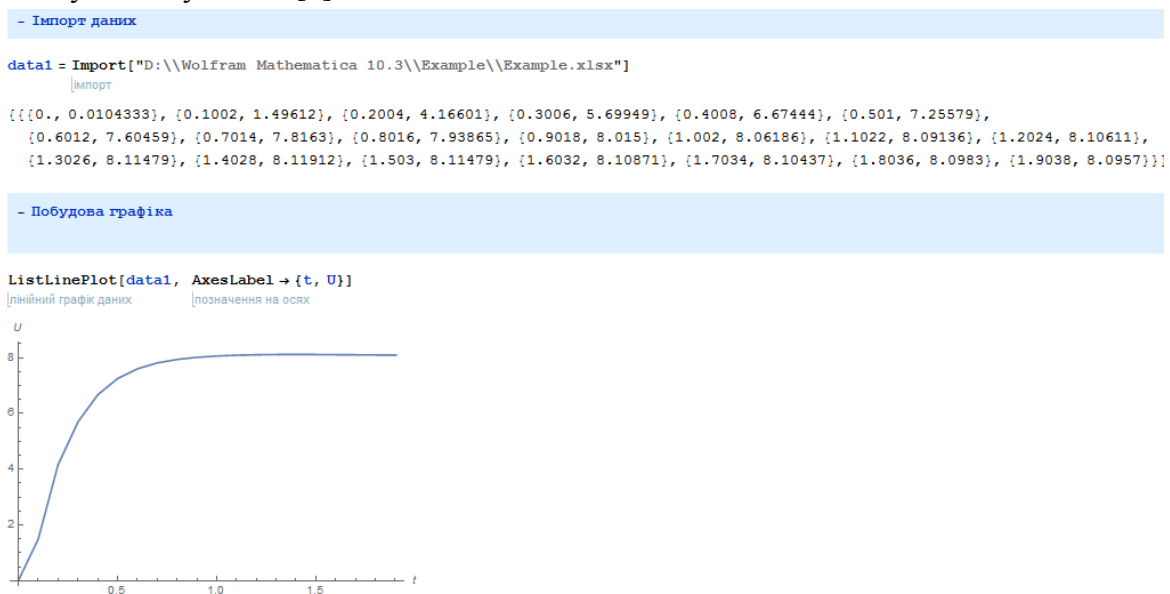 - Імпорт даних
data1 = Import["D:\\Wolfram Mathematica 10.3\\Example\\Example.xlsx"]
імпорт
{{{0., 0.0104333}, {0.1002, 1.49612}, {0.2004, 4.16601}, {0.3006, 5.69949}, {0.4008, 6.67444}, {0.501, 7.25579},
{0.6012, 7.60459}, {0.7014, 7.8163}, {0.8016, 7.93865}, {0.9018, 8.015}, {1.002, 8.06186}, {1.1022, 8.09136}, {1.2024, 8.10611},
{1.3026, 8.11479}, {1.4028, 8.11912}, {1.503, 8.11479}, {1.6032, 8.10871}, {1.7034, 8.10437}, {1.8036, 8.0983}, {1.9038, 8.0957}}}
- Побудова графіка
ListLinePlot[data1, AxesLabel → {t, U}]
лінійний графік даних позначення на осях
U
8
6
4
2
0.5 1.0 1.5 t